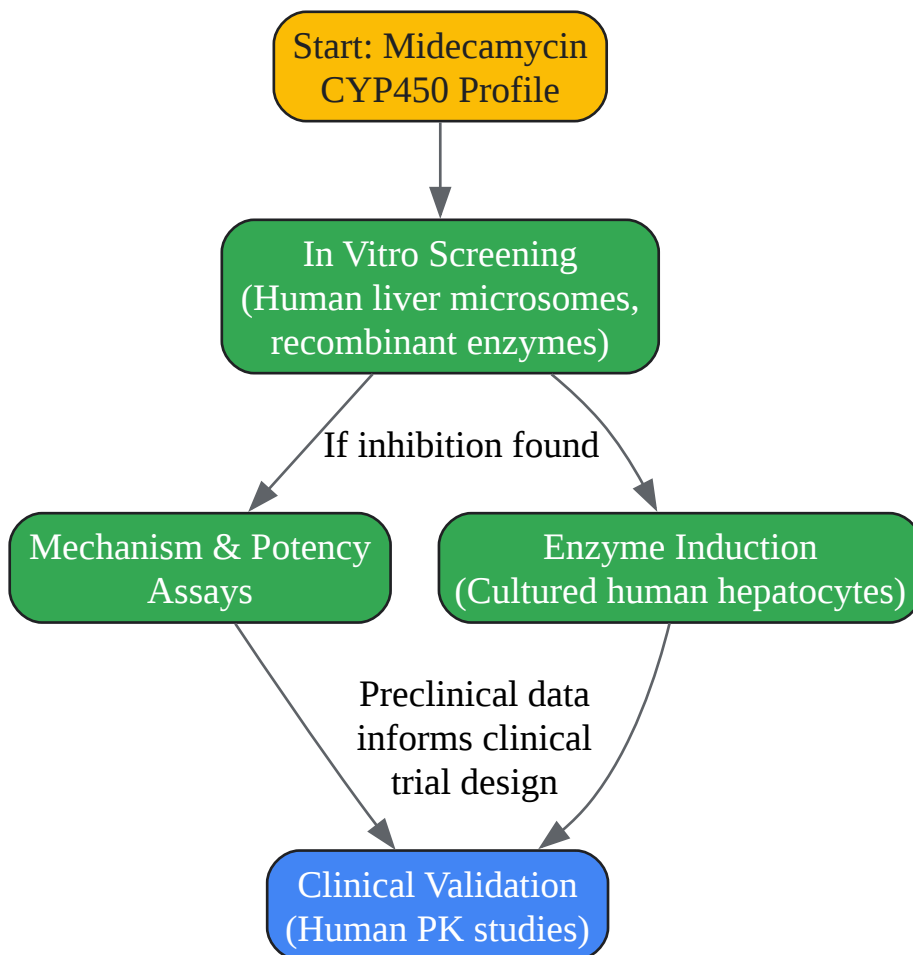 Start: Midecamycin
CYP450 Profile
In Vitro Screening
(Human liver microsomes,
recombinant enzymes)
If inhibition found
Mechanism & Potency
Assays
Enzyme Induction
(Cultured human hepatocytes)
Preclinical data
informs clinical
trial design
Clinical Validation
(Human PK studies)